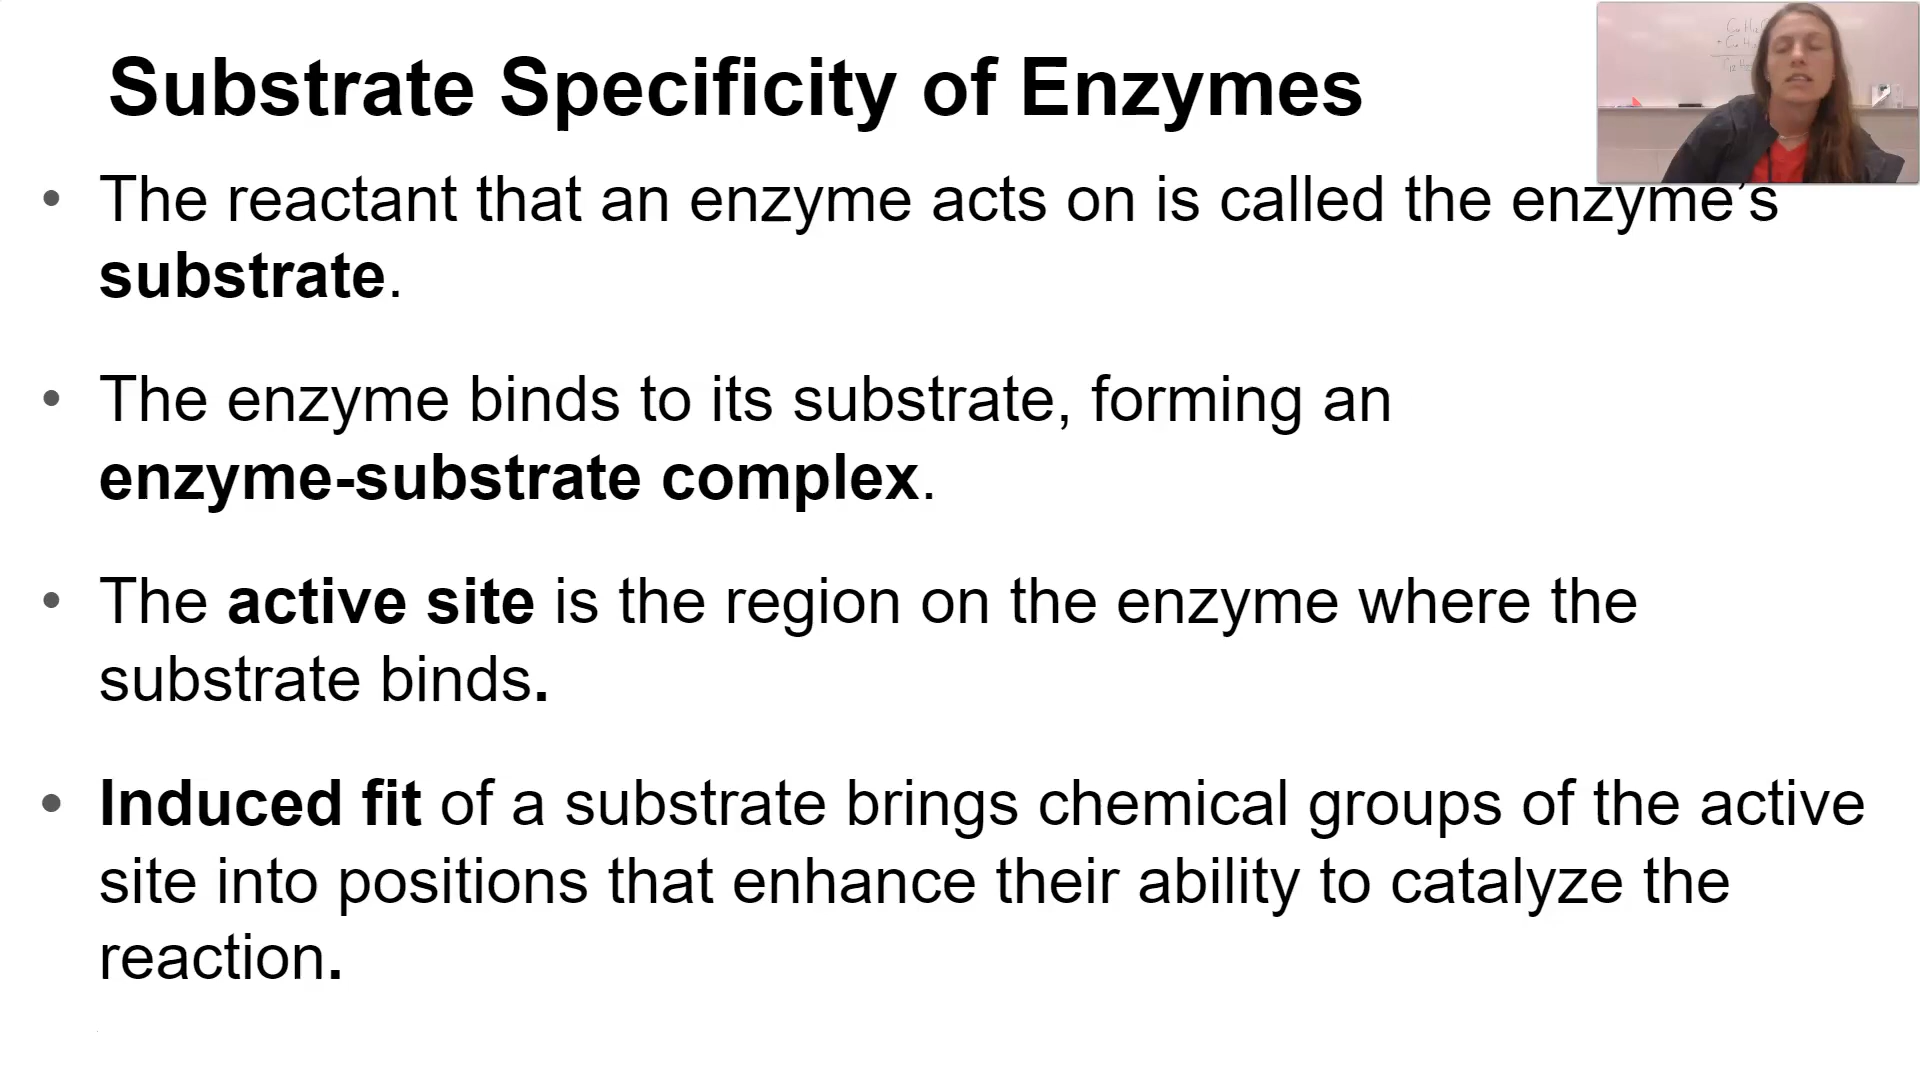 Substrate Specificity of Enzymes
• The reactant that an enzyme acts on is called the enzyme’s
substrate.
• The enzyme binds to its substrate, forming an
enzyme-substrate complex.
• The active site is the region on the enzyme where the
substrate binds.
• Induced fit of a substrate brings chemical groups of the active
site into positions that enhance their ability to catalyze the
reaction.